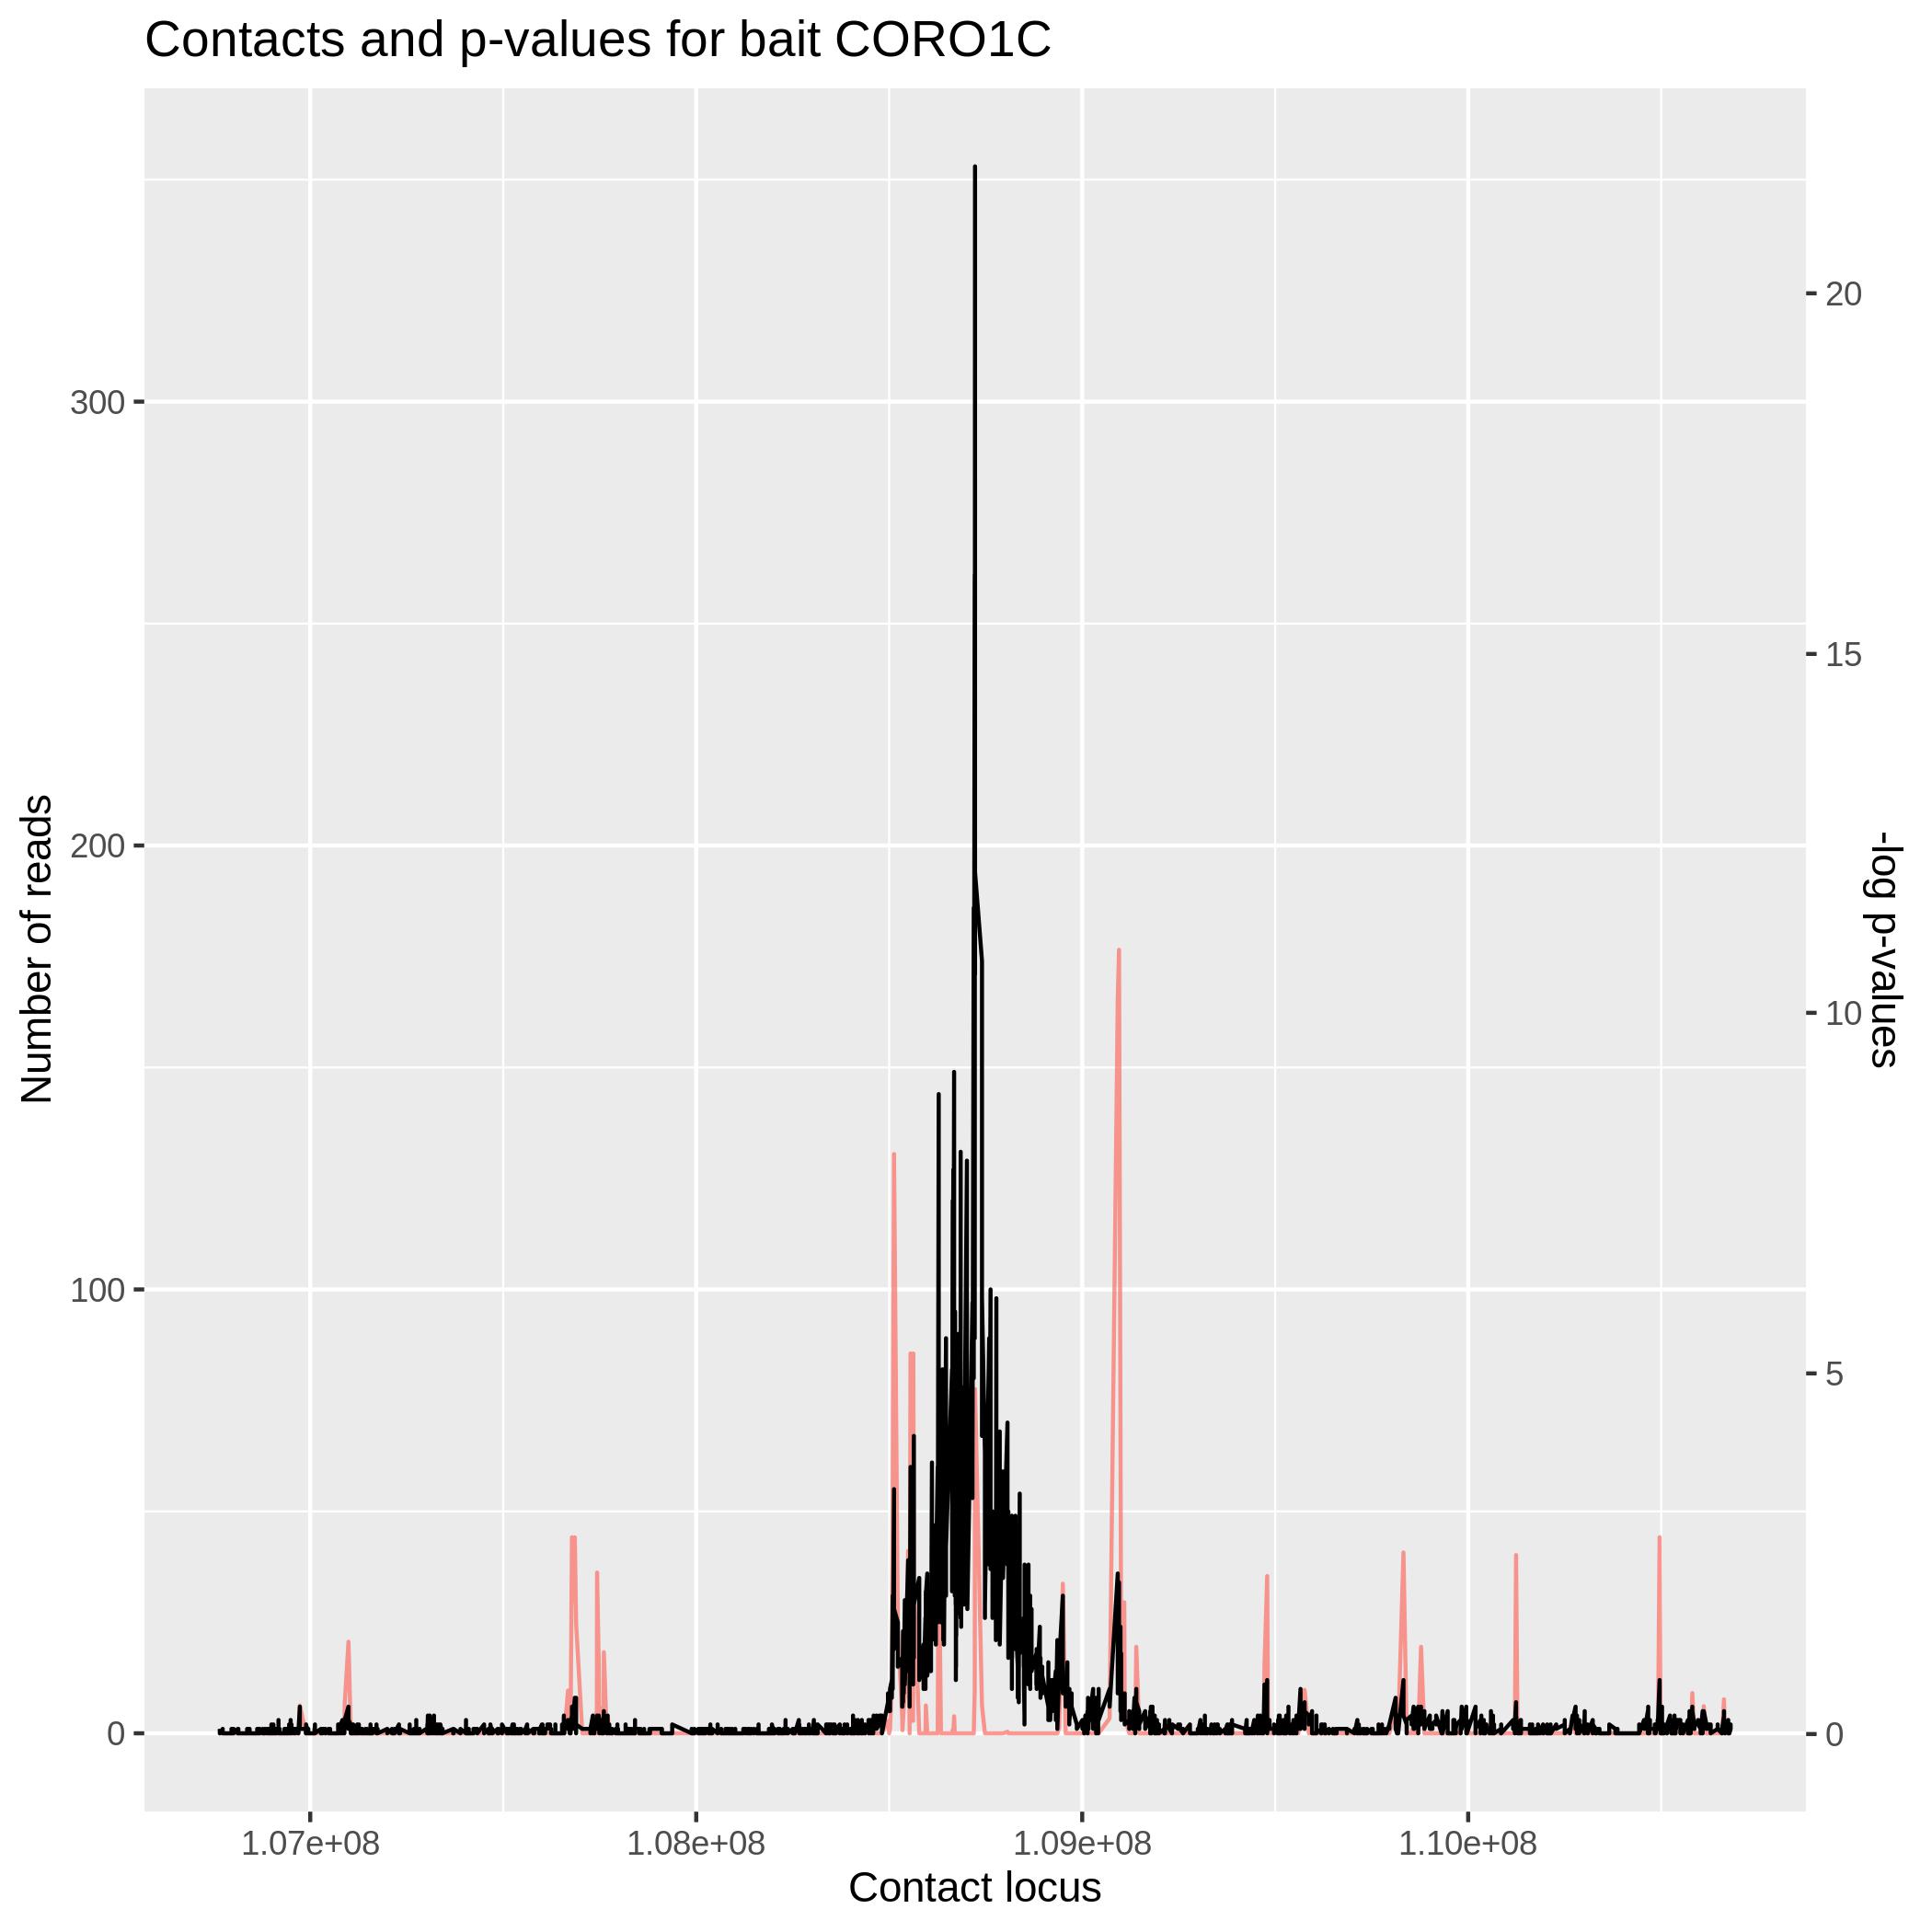 Contacts and p-values for bait CORO1C
Number of reads
300
200
100
0
20
15
10
5
0
-log p-values
1.07e+08
1.08e+08
1.09e+08
1.10e+08
Contact locus